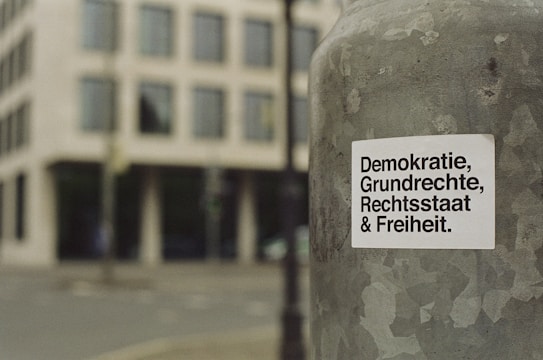 Demokratie,
Grundrechte,
Rechtsstaat
& Freiheit.